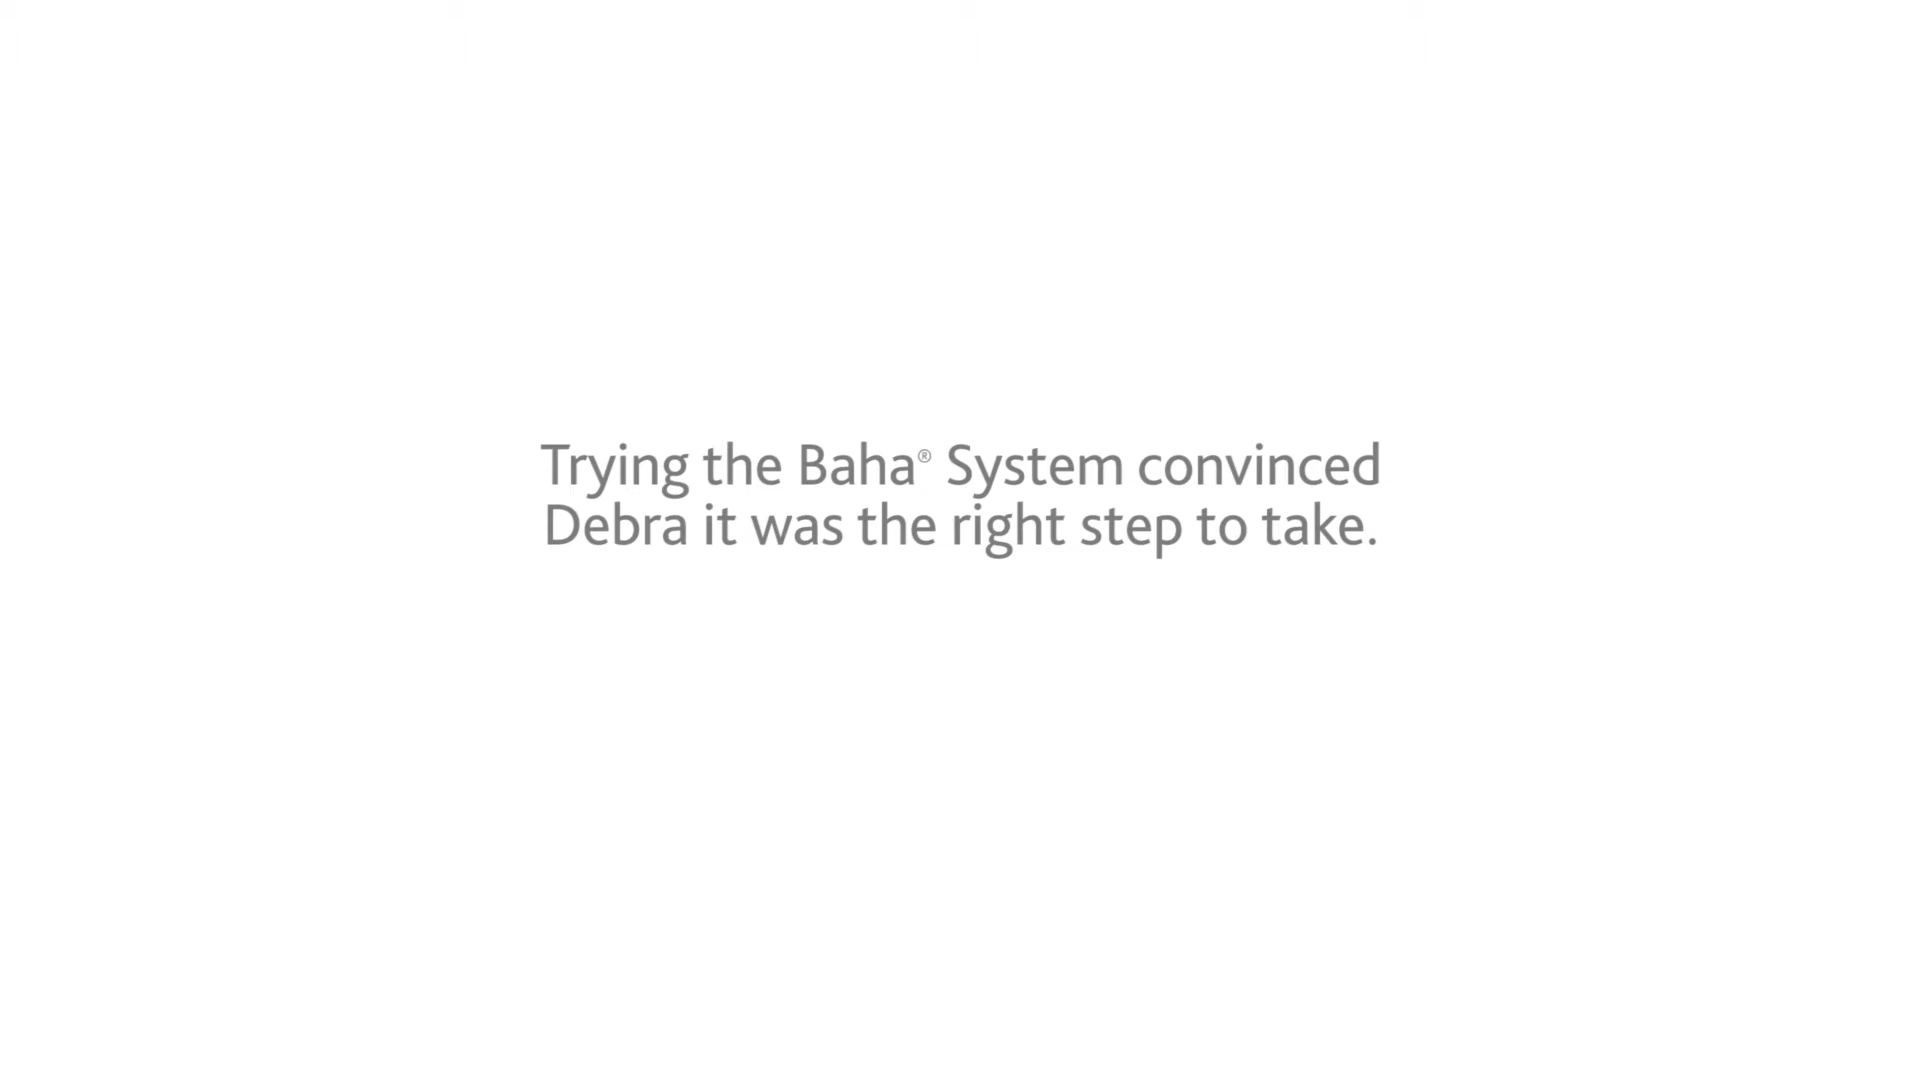 Trying the Baha® System convinced
Debra it was the right step to take.